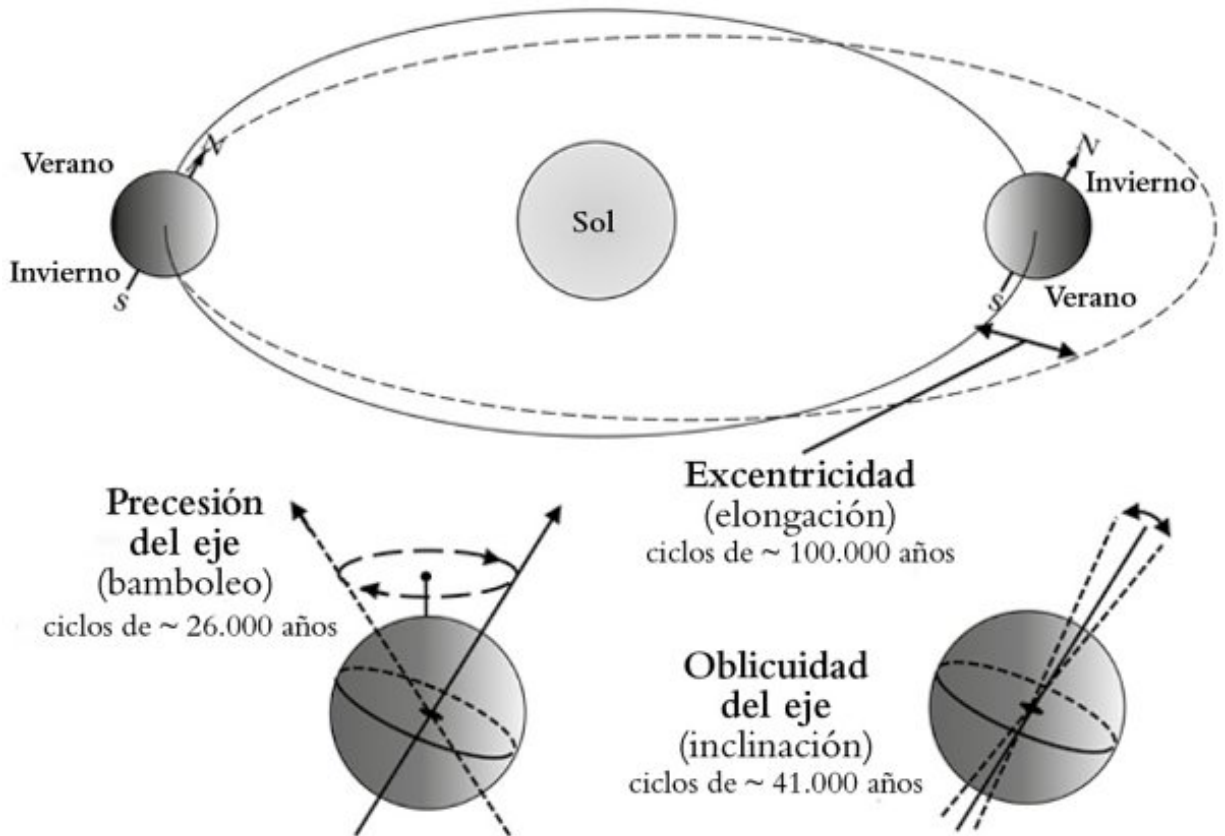 Verano
N
Invierno
S
Sol
N
Invierno
S
Verano
Excentricidad
(elongación)
ciclos de ~ 100.000 años
Precesión
del eje
(bamboleo)
ciclos de ~ 26.000 años
Oblicuidad
del eje
(inclinación)
ciclos de ~ 41.000 años